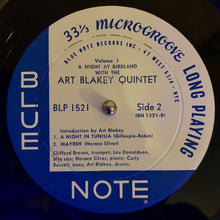 33⅓ MICROGROOVE LONG PLAYING
BLUE NOTE RECORDS INC · 47 WEST 63rd · NYC
Volume 1
A NIGHT AT BIRDLAND
WITH THE
ART BLAKEY QUINTET
BLP 1521
Side 2
(BN 1521-B)
Introduction by Art Blakey
1. A NIGHT IN TUNISIA (Gillespie-Robin)
2. MAYREH (Horace Silver)
Clifford Brown, trumpet; Lou Donaldson,
alto sax; Horace Silver, piano; Curly
Russell, bass; Art Blakey, drums.
BLUE
NOTE